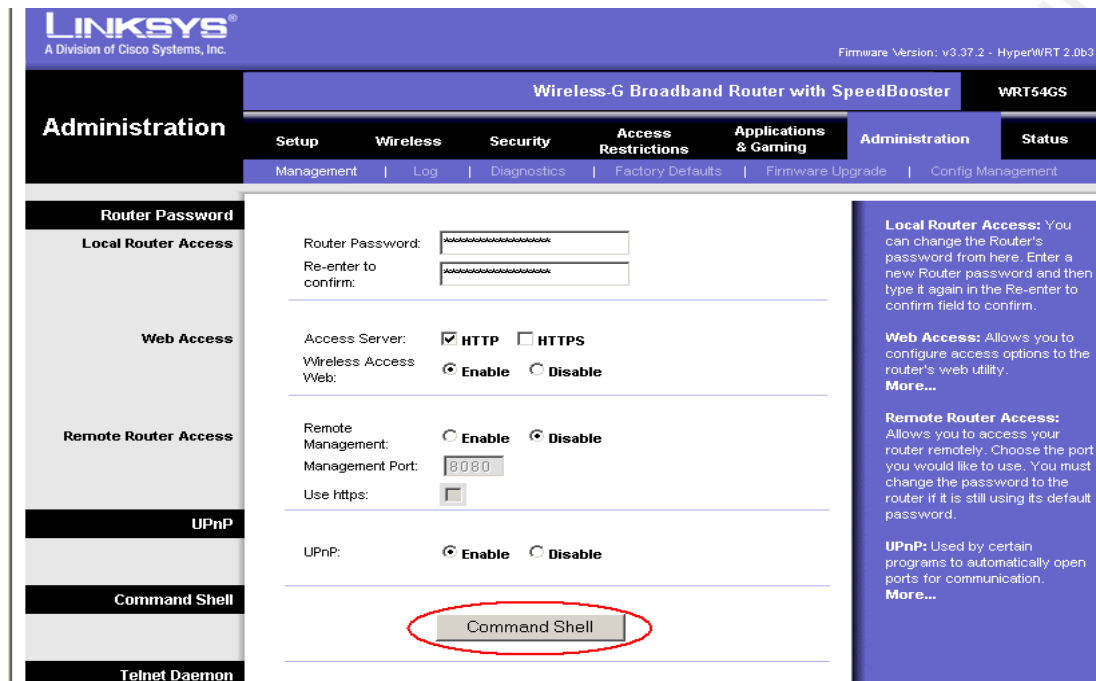 LINKSYS®
A Division of Cisco Systems, Inc.
Firmware Version: v3.37.2 - HyperWRT 2.0b3
Wireless-G Broadband Router with SpeedBooster WRT54GS
Administration
Setup Wireless Security Access Restrictions Applications & Gaming Administration Status
Management | Log | Diagnostics | Factory Defaults | Firmware Upgrade | Config Management
Router Password
Local Router Access
Router Password: ******************
Re-enter to
confirm: ******************
Web Access
Access Server: HTTP HTTPS
Wireless Access
Web: Enable Disable
Remote Router Access
Remote
Management: Enable Disable
Management Port: 8080
Use https:
UPnP
UPnP: Enable Disable
Command Shell
Command Shell
Telnet Daemon
Local Router Access: You
can change the Router's
password from here. Enter a
new Router password and then
type it again in the Re-enter to
confirm field to confirm.
Web Access: Allows you to
configure access options to the
router's web utility.
More...
Remote Router Access:
Allows you to access your
router remotely. Choose the port
you would like to use. You must
change the password to the
router if it is still using its default
password.
UPnP: Used by certain
programs to automatically open
ports for communication.
More...